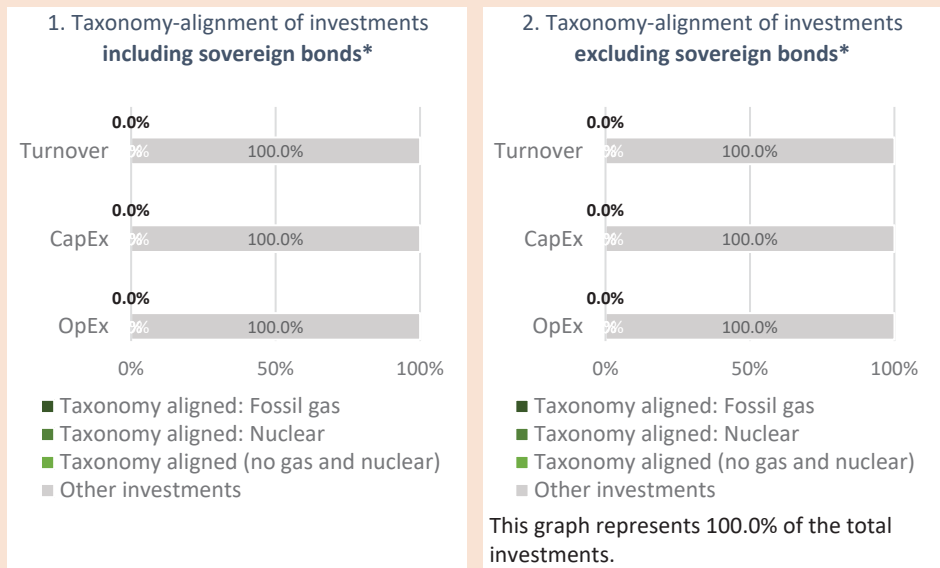 1. Taxonomy-alignment of investments
including sovereign bonds*
0.0%
Turnover
100.0%
0.0%
CapEx
100.0%
0.0%
OpEx
100.0%
0%
50%
100%
Taxonomy aligned: Fossil gas
Taxonomy aligned: Nuclear
Taxonomy aligned (no gas and nuclear)
Other investments
2. Taxonomy-alignment of investments
excluding sovereign bonds*
0.0%
Turnover
100.0%
0.0%
CapEx
100.0%
0.0%
OpEx
100.0%
0%
50%
100%
Taxonomy aligned: Fossil gas
Taxonomy aligned: Nuclear
Taxonomy aligned (no gas and nuclear)
Other investments
This graph represents 100.0% of the total
investments.